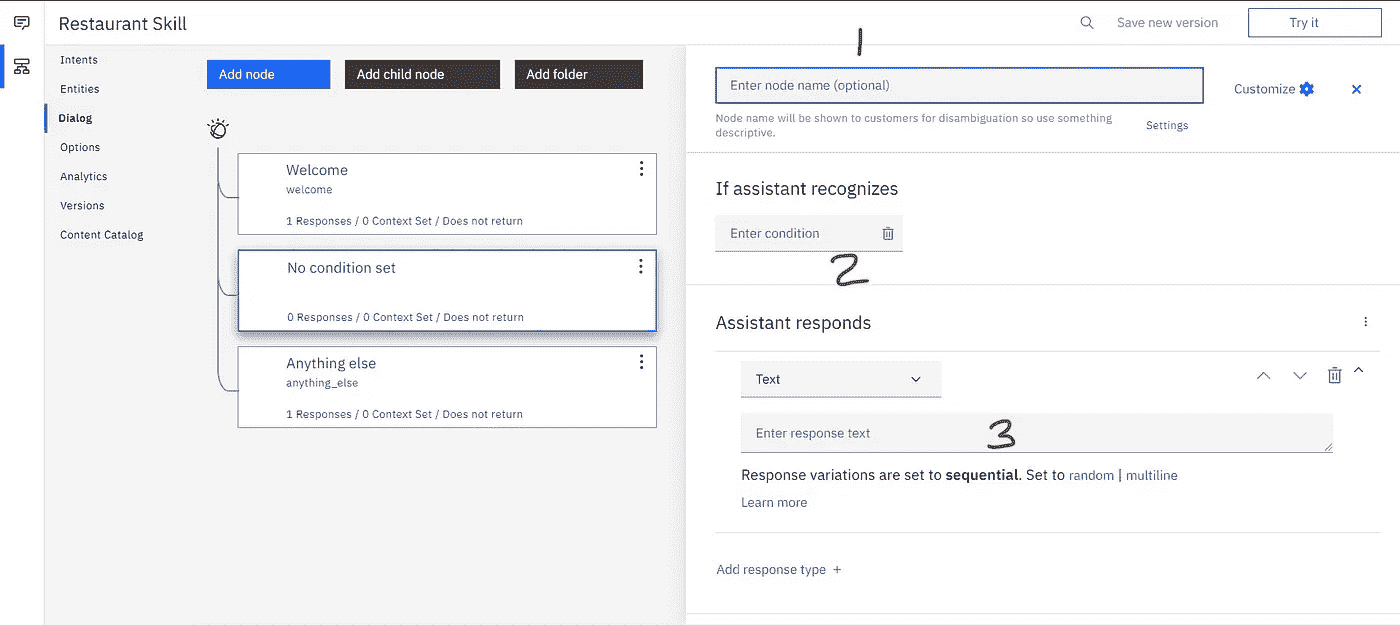 Restaurant Skill
Save new version
Try it
Intents
Entities
Dialog
Options
Analytics
Versions
Content Catalog
Add node
Add child node
Add folder
Welcome
welcome
1 Responses / 0 Context Set / Does not return
No condition set
0 Responses / 0 Context Set / Does not return
Anything else
anything_else
1 Responses / 0 Context Set / Does not return
1
Enter node name (optional)
Customize
Node name will be shown to customers for disambiguation so use something
descriptive.
Settings
If assistant recognizes
Enter condition
2
Assistant responds
Text
Enter response text
3
Response variations are set to sequential. Set to random | multiline
Learn more
Add response type +